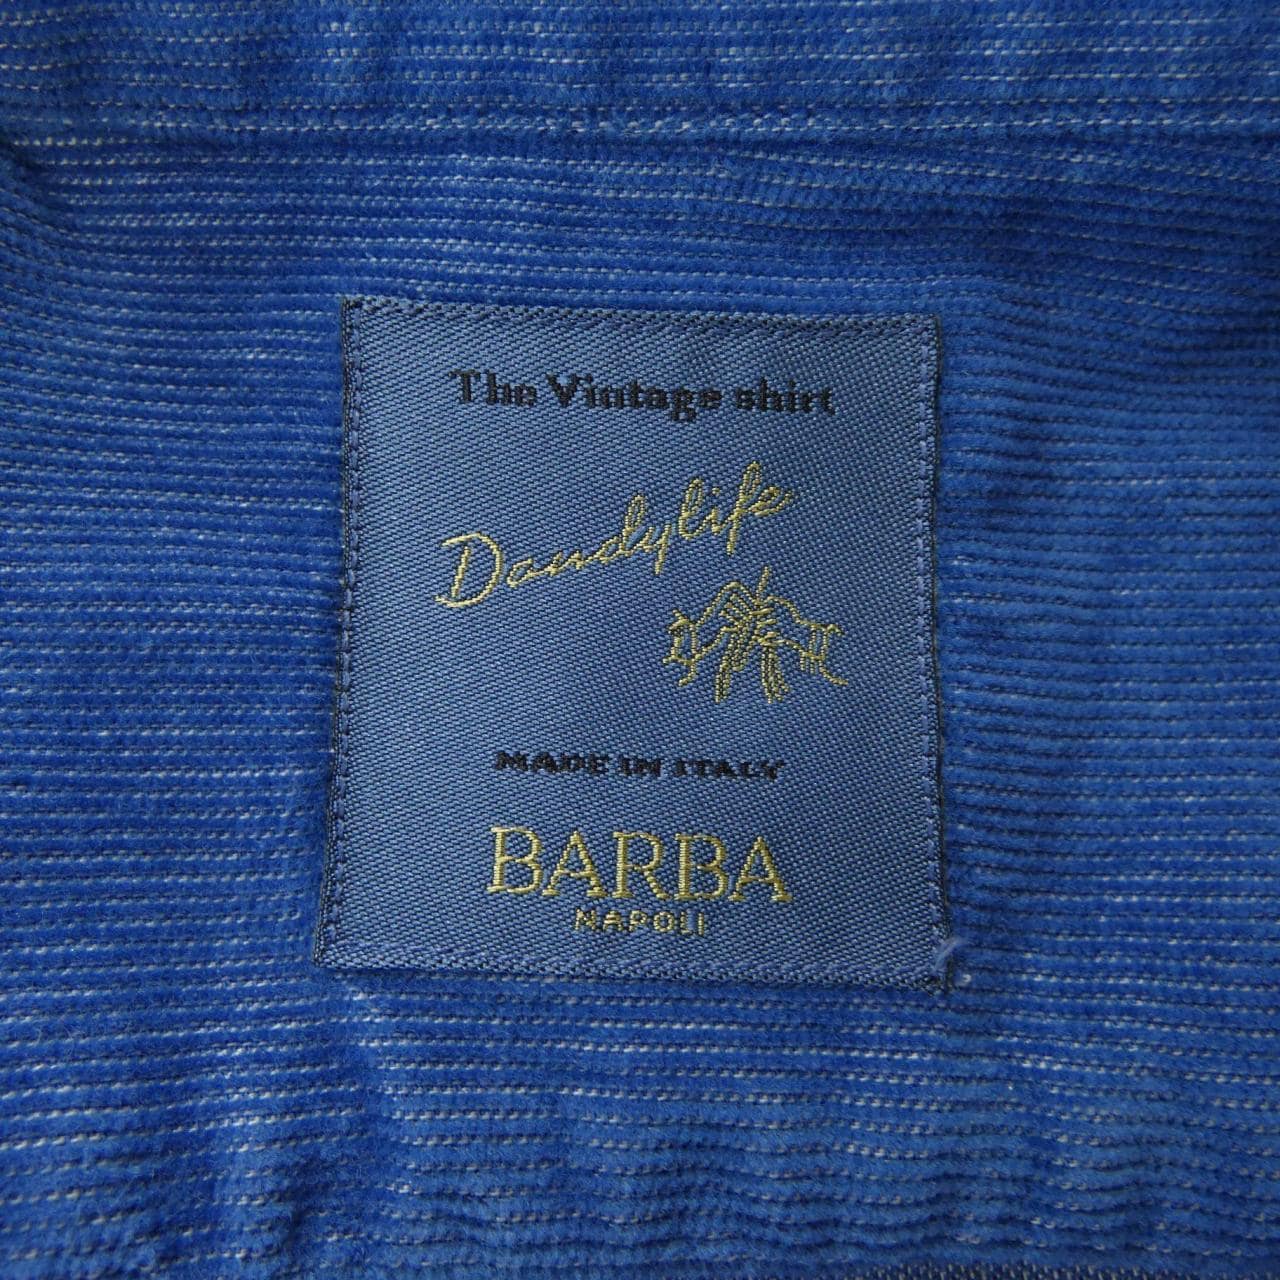 The Vintage shirt
Dandylife
MADE IN ITALY
BARBA
NAPOLI